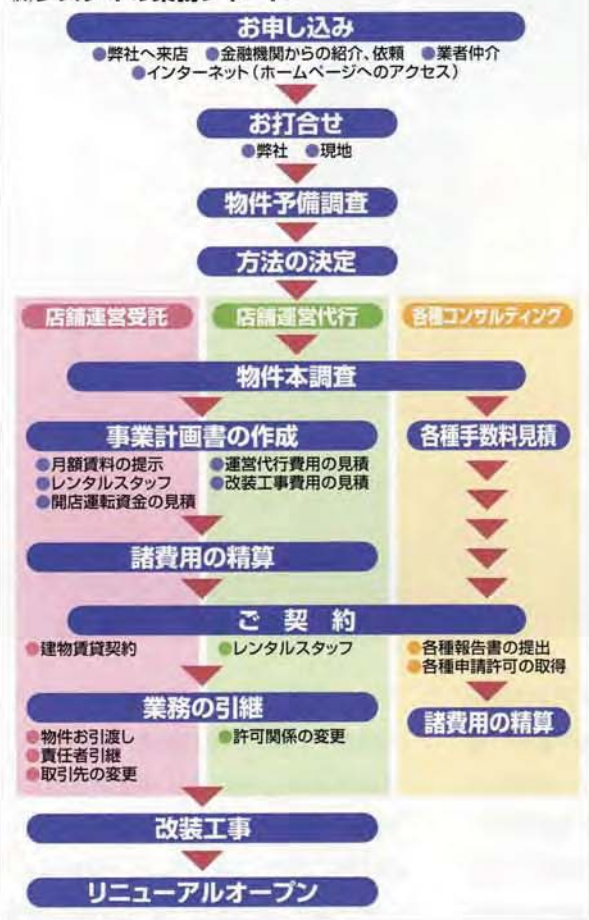 お申し込み
●弊社へ来店 ●金融機関からの紹介、依頼 ●業者仲介
●インターネット(ホームページへのアクセス)
お打合せ
●弊社 ●現地
物件予備調査
方法の決定
店舗運営受託 店舗運営代行 各種コンサルティング
物件本調査
事業計画書の作成 各種手数料見積
●月額賃料の提示 ●運営代行費用の見積
●レンタルスタッフ ●改装工事費用の見積
●開店運転資金の見積
諸費用の精算
ご契約
●建物賃貸契約 ●レンタルスタッフ ●各種報告書の提出
●各種申請許可の取得
業務の引継 諸費用の精算
●物件お引渡し ●許可関係の変更
●責任者引継
●取引先の変更
改装工事
リニューアルオープン